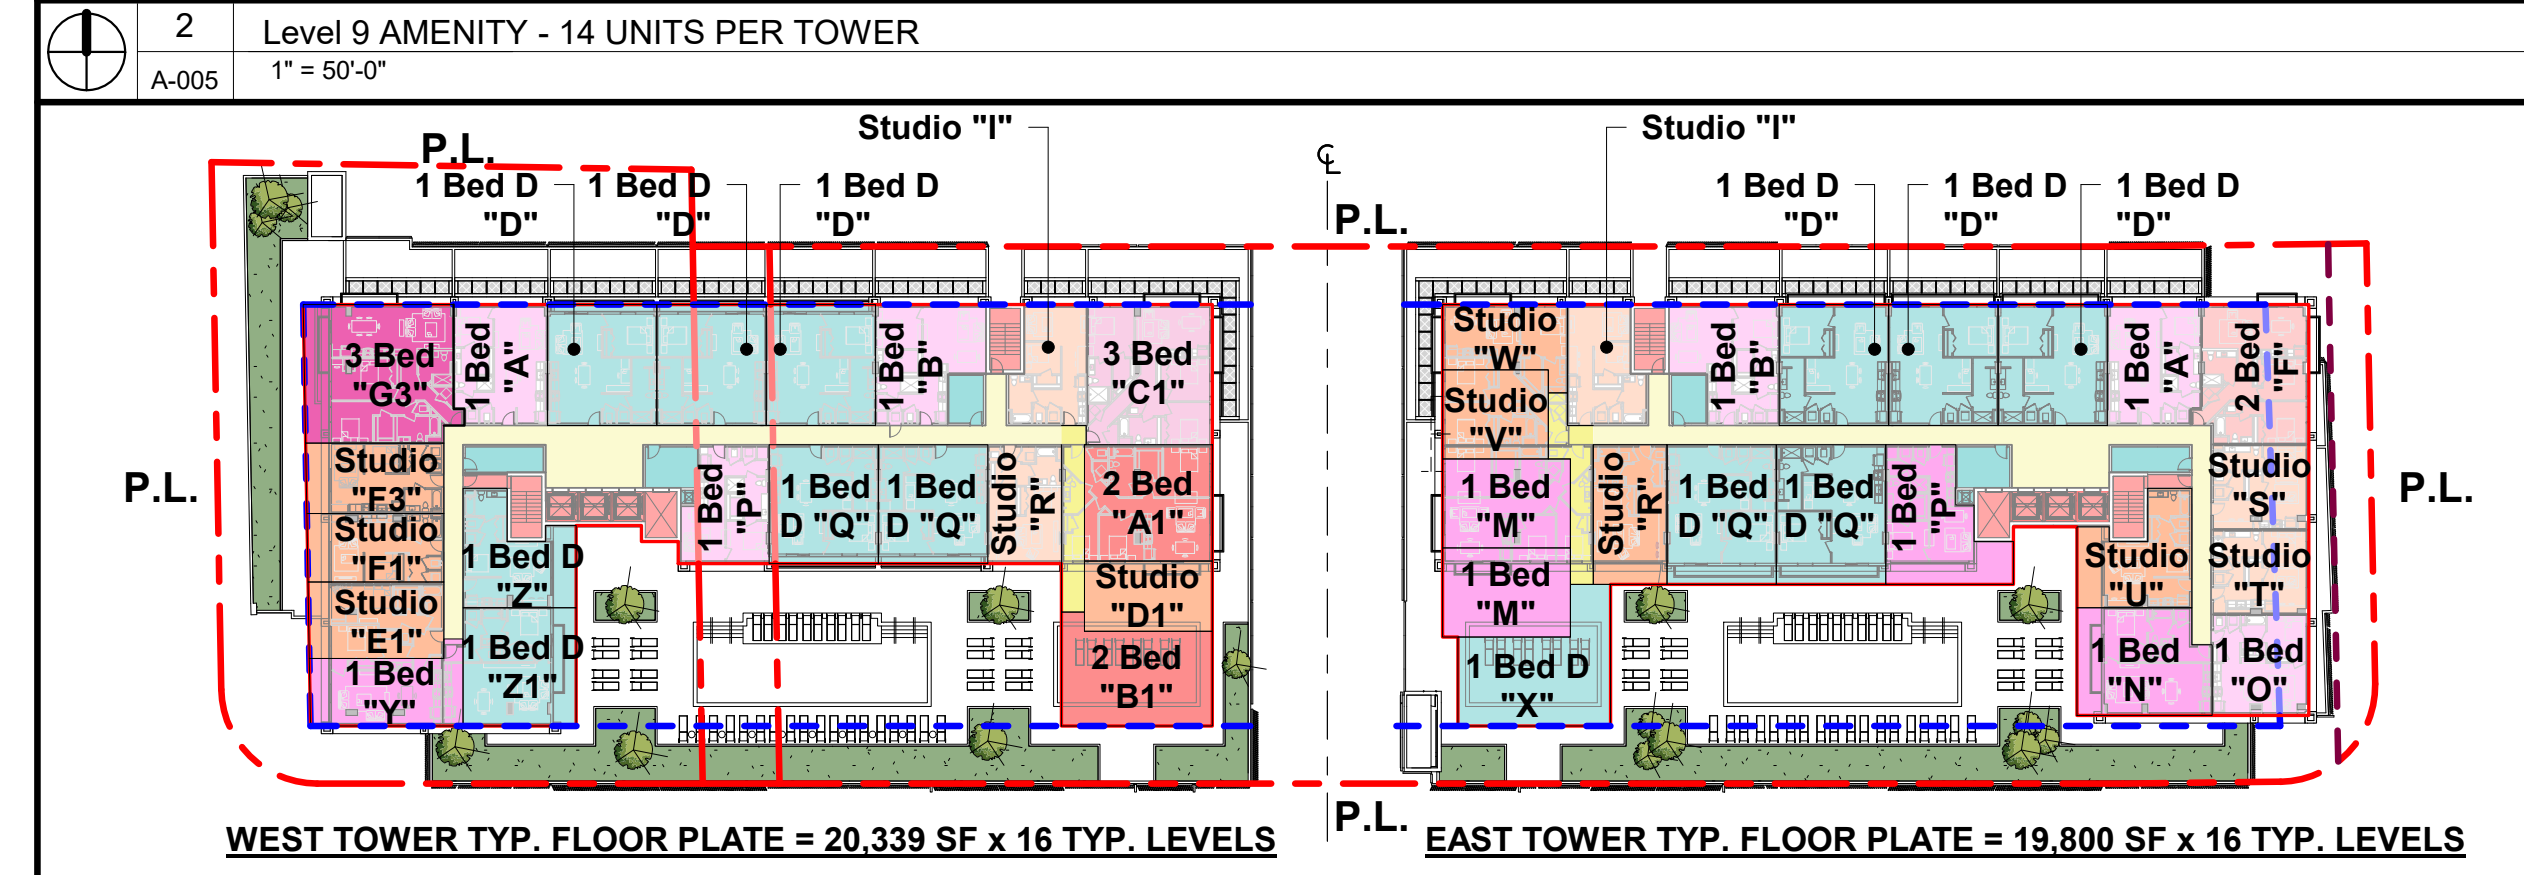 2
Level 9 AMENITY - 14 UNITS PER TOWER
A-005
1" = 50'-0"
P.L.
Studio "I"
1 Bed D
"D"
1 Bed D
"D"
1 Bed D
"D"
3 Bed
"G3"
1 Bed
"A"
1 Bed
"B"
3 Bed
"C1"
P.L.
Studio
"F3"
Studio
"F1"
Studio
"E1"
1 Bed
"Y"
1 Bed D
"Z"
1 Bed D
"Z1"
1 Bed
"P"
1 Bed
D "Q"
1 Bed
D "Q"
Studio
"R"
2 Bed
"A1"
Studio
"D1"
2 Bed
"B1"
WEST TOWER TYP. FLOOR PLATE = 20,339 SF x 16 TYP. LEVELS
℄
P.L.
P.L.
Studio "I"
1 Bed D
"D"
1 Bed D
"D"
1 Bed D
"D"
Studio
"W"
Studio
"V"
1 Bed
"B"
1 Bed
"A"
2 Bed
"F"
1 Bed
"M"
1 Bed
"M"
1 Bed D
"X"
Studio
"R"
1 Bed
D "Q"
1 Bed
D "Q"
1 Bed
"P"
Studio
"S"
Studio
"U"
Studio
"T"
1 Bed
"N"
1 Bed
"O"
P.L.
EAST TOWER TYP. FLOOR PLATE = 19,800 SF x 16 TYP. LEVELS